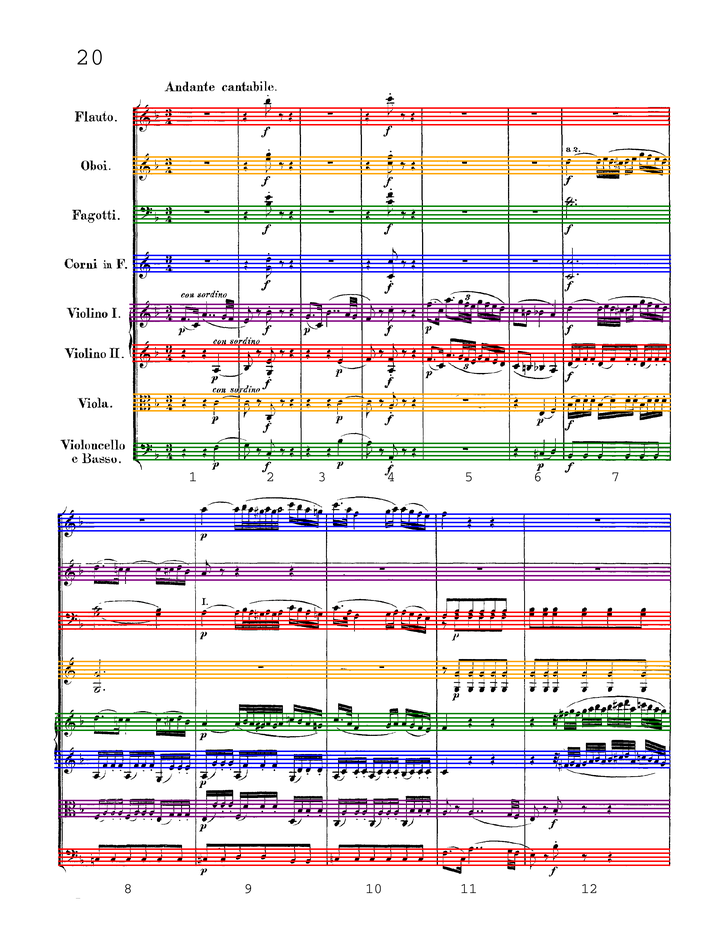 20
Andante cantabile.
Flauto.
Oboi.
a 2.
f
Fagotti.
Corni in F.
con sordino
Violino I.
p
con sordino
Violino II.
p
con sordino
Viola.
p
Violoncello
e Basso.
p
1 2 3 4 5 6 7
p
I.
p
p
p
p
p
p
p
f
f
8 9 10 11 12